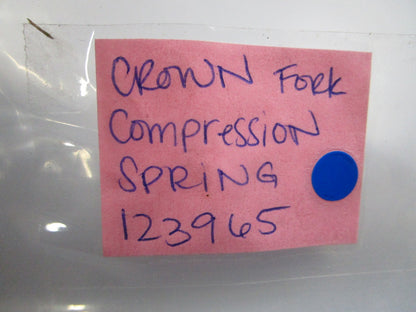 CROWN FORK
COMPRESSION
SPRING
123965